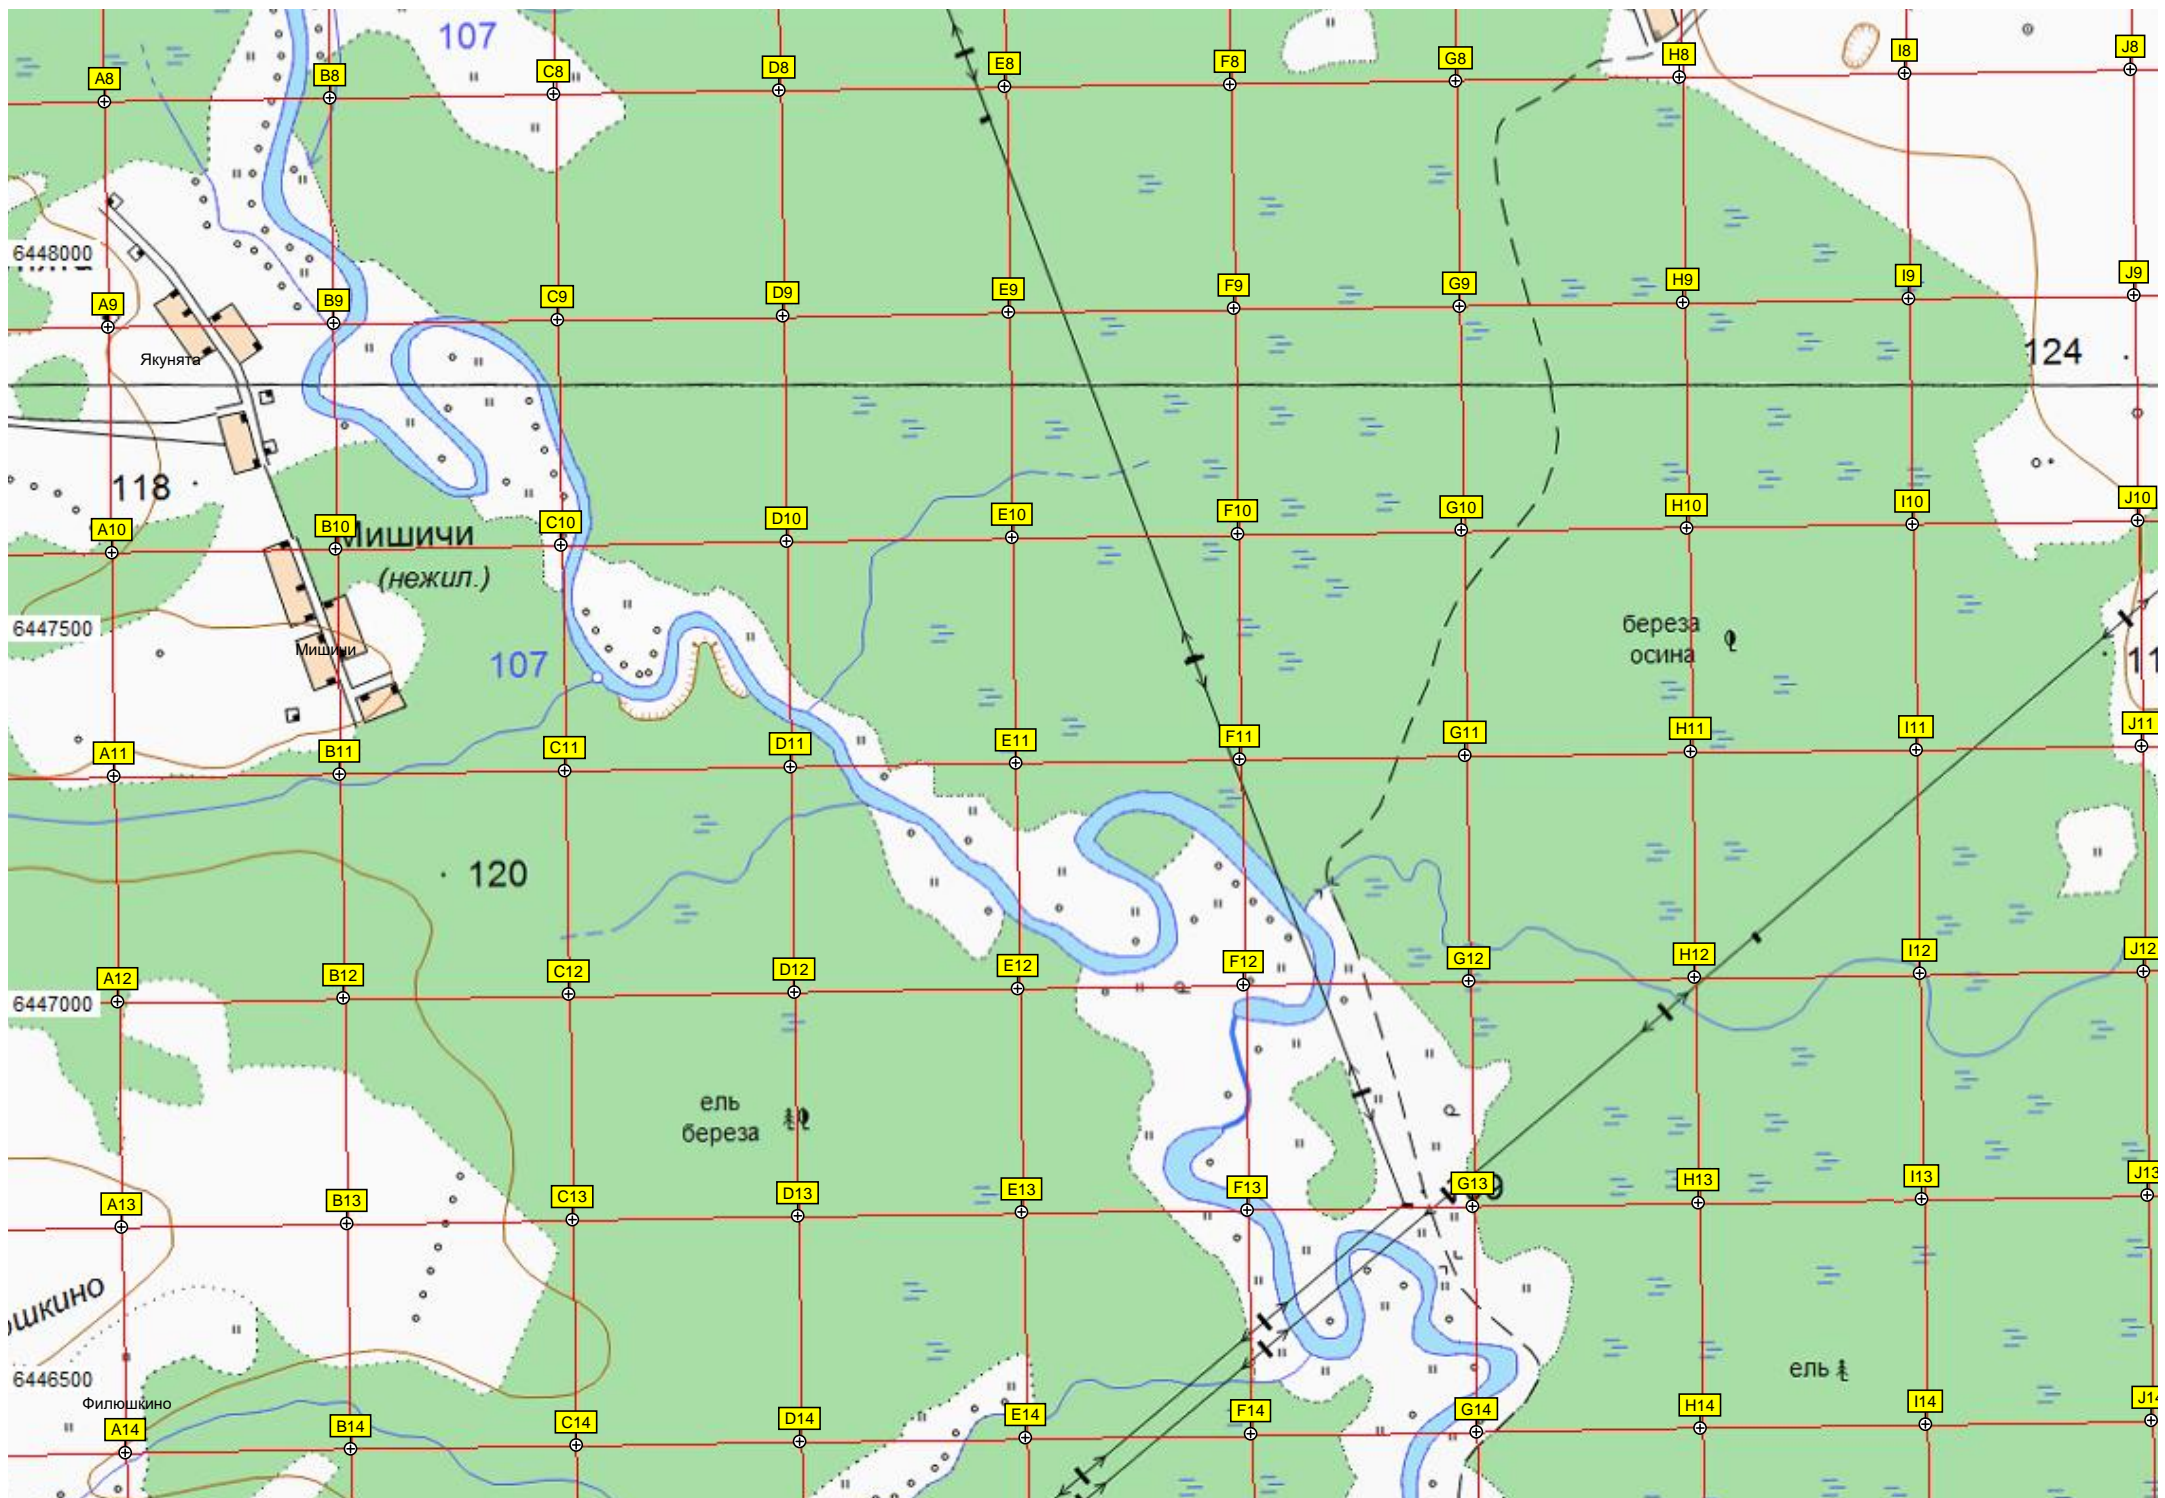 107
A8 B8 C8 D8 E8 F8 G8 H8 I8 J8
6448000
A9 B9 C9 D9 E9 F9 G9 H9 I9 J9
Якунята
124
118
A10 B10 C10 D10 E10 F10 G10 H10 I10 J10
Мишичи
(нежил.)
6447500
береза
осина
Мишичи
107
11
A11 B11 C11 D11 E11 F11 G11 H11 I11 J11
120
A12 B12 C12 D12 E12 F12 G12 H12 I12 J12
6447000
ель
береза
р
р
A13 B13 C13 D13 E13 F13 G13 H13 I13 J13
шкино
6446500
ель
Филюшкино
A14 B14 C14 D14 E14 F14 G14 H14 I14 J14